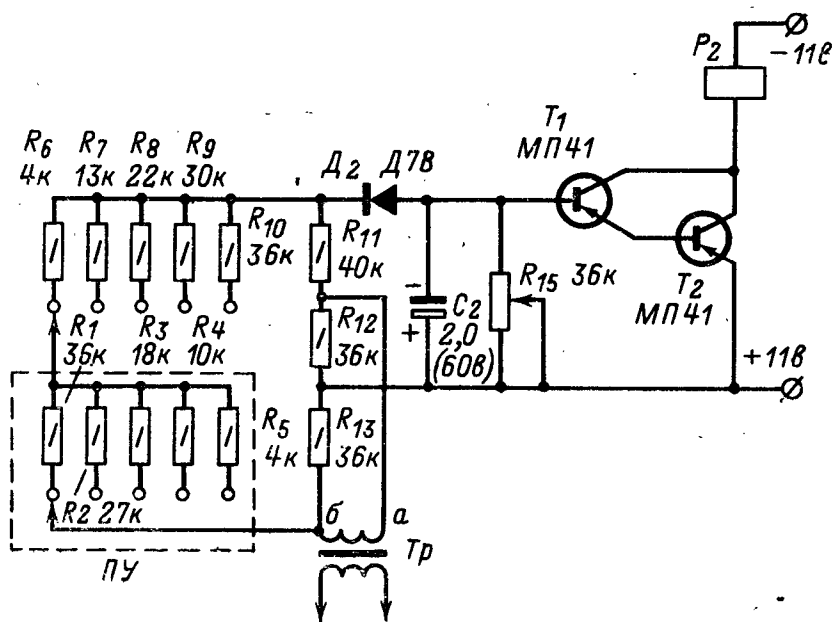 P2
–11в
T1
МП41
R6 R7 R8 R9
4к 13к 22к 30к
Д2 Д7В
R10
36к
R11
40к
T2
МП41
R15 36к
–
C2
+ 2,0
(60в)
R12
36к
R1 R3 R4
36к 18к 10к
+11в
R5
4к
R13
36к
R2 27к
б а
Тр
ПУ